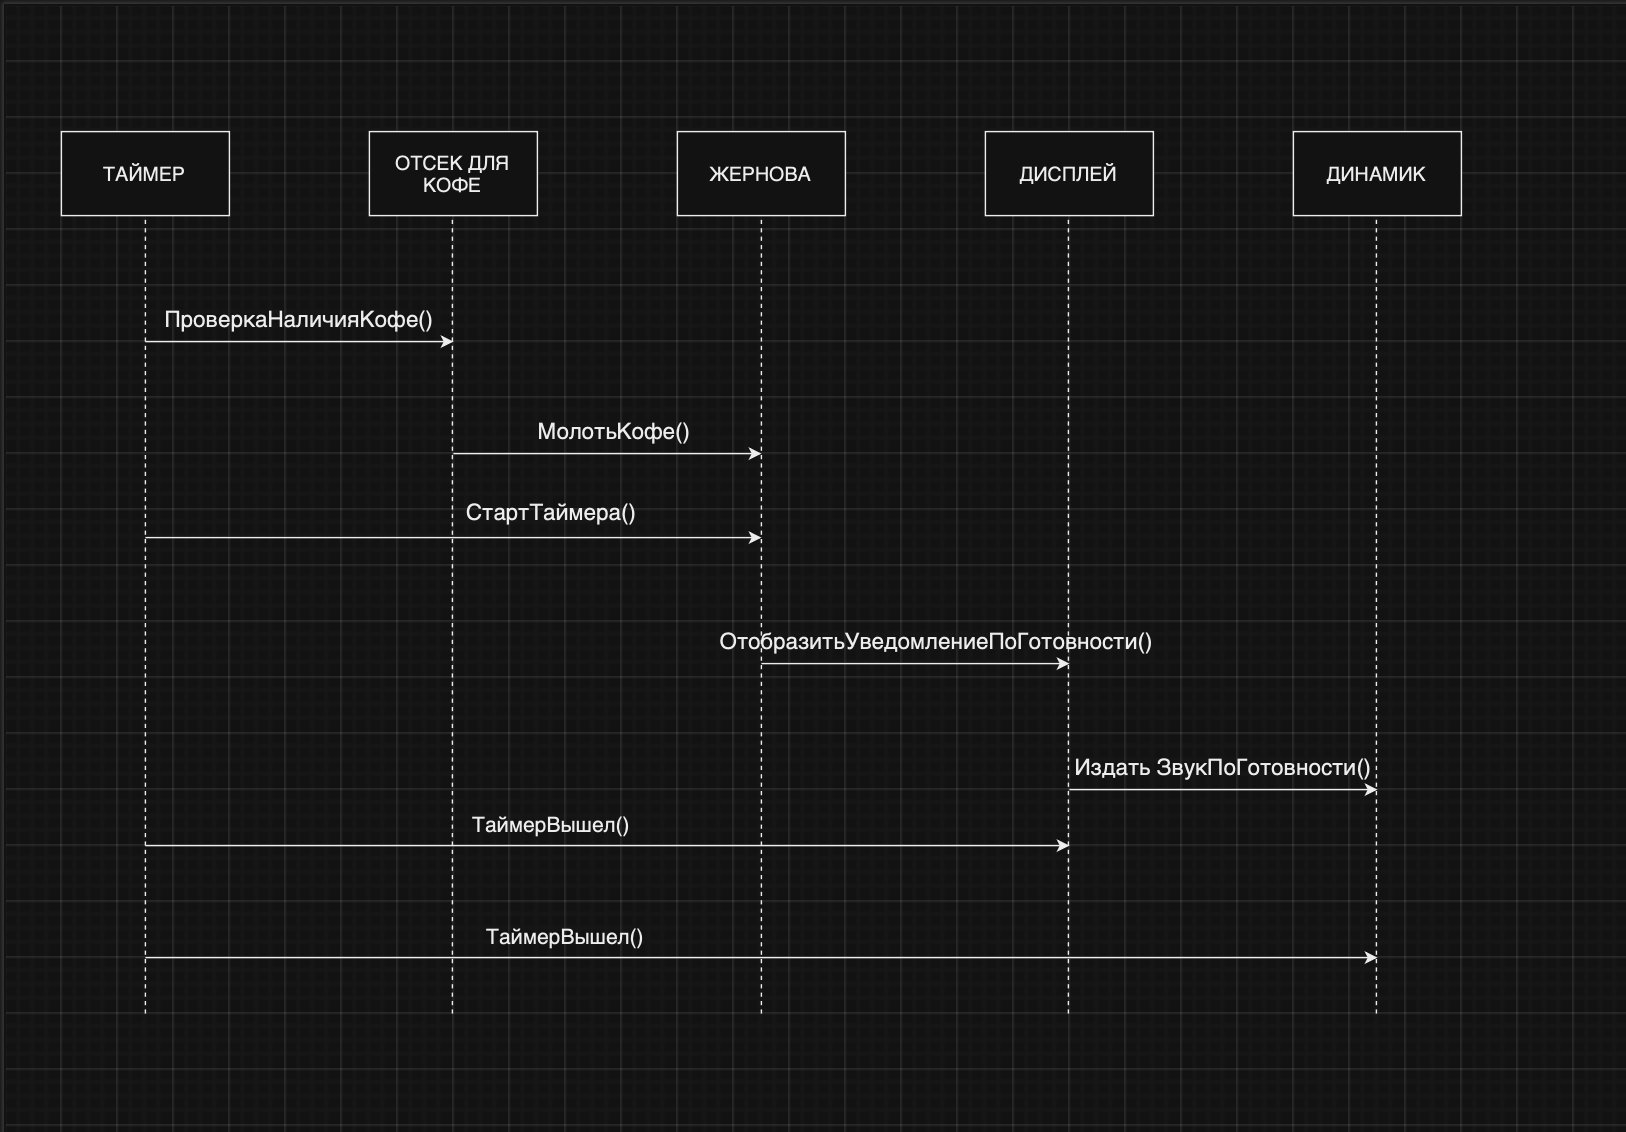 ТАЙМЕР
ОТСЕК ДЛЯ
КОФЕ
ЖЕРНОВА
ДИСПЛЕЙ
ДИНАМИК
ПроверкаНаличияКофе()
МолотьКофе()
СтартТаймера()
ОтобразитьУведомлениеПоГотовности()
Издать ЗвукПоГотовности()
ТаймерВышел()
ТаймерВышел()